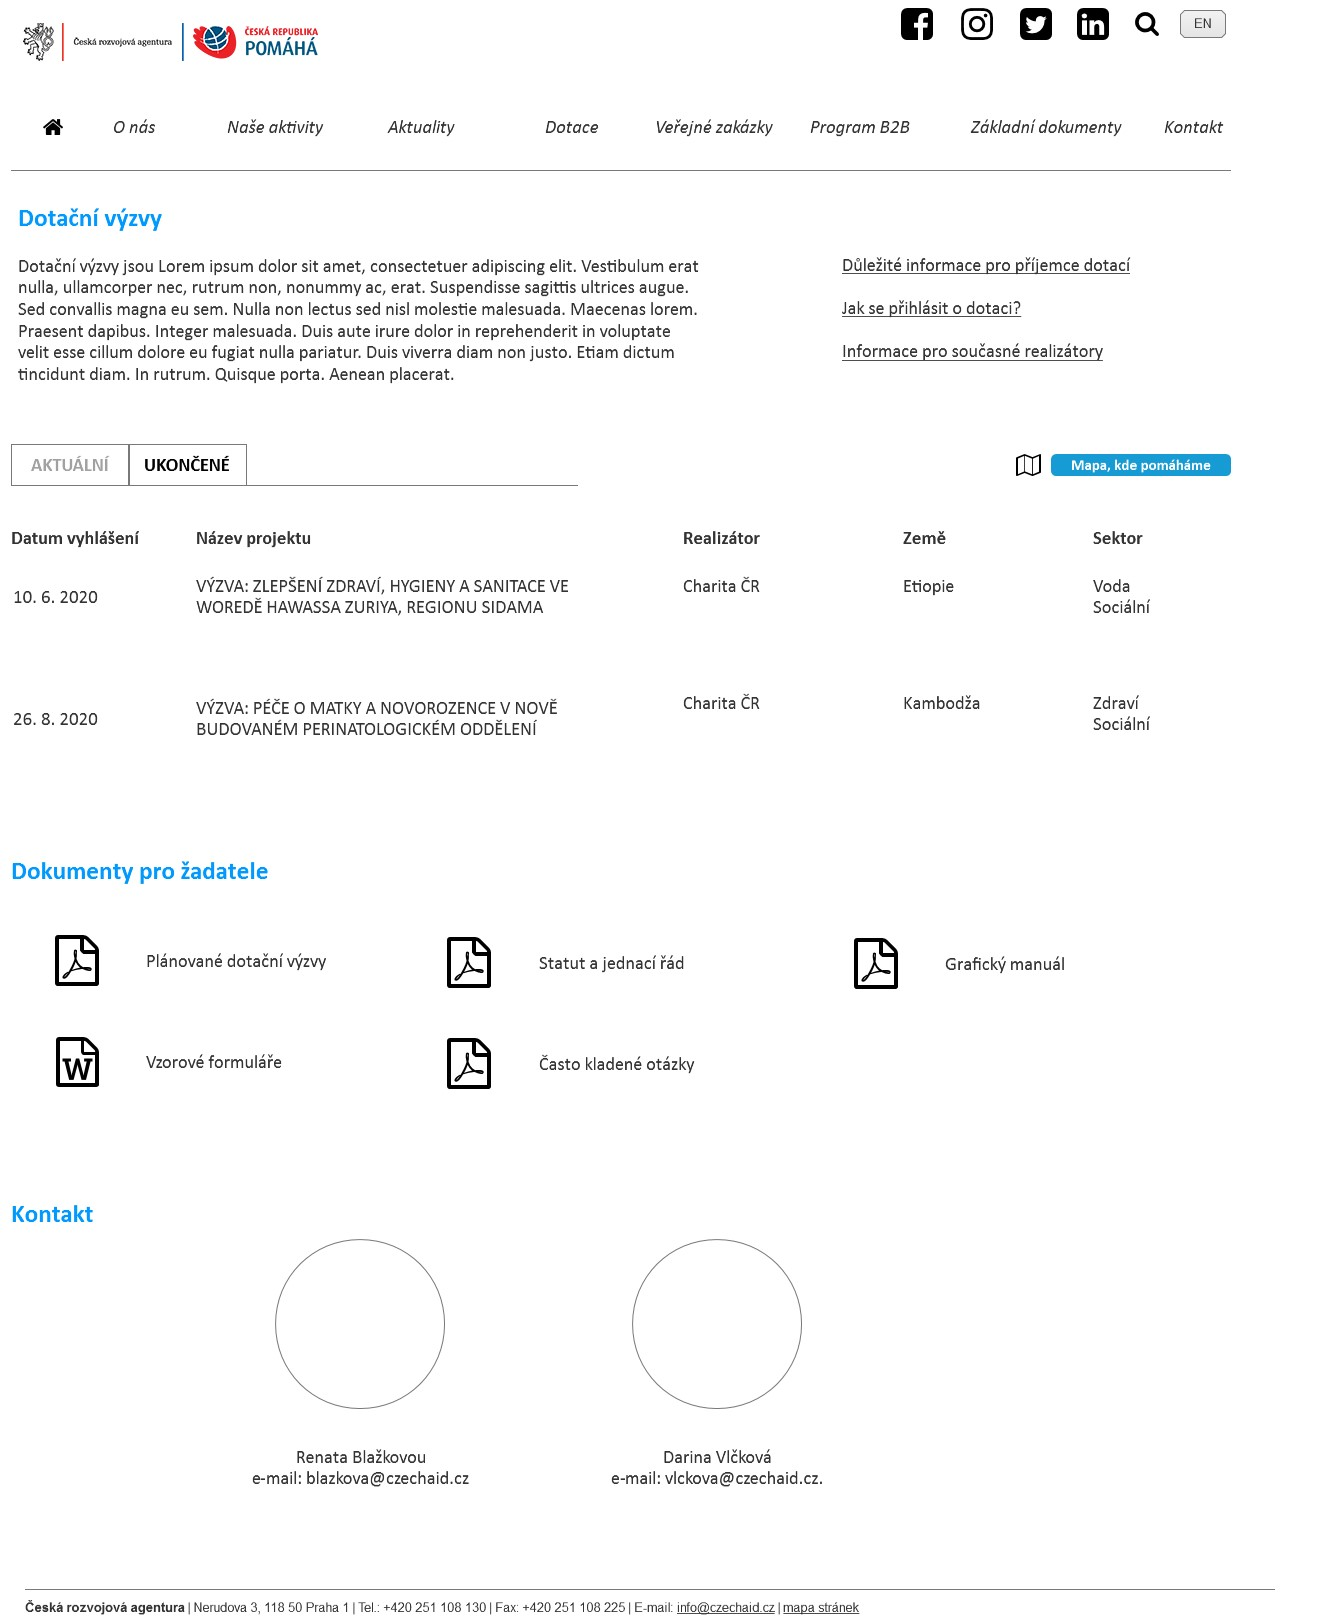 Česká rozvojová agentura
ČESKÁ REPUBLIKA
POMÁHÁ
EN
O nás Naše aktivity Aktuality Dotace Veřejné zakázky Program B2B Základní dokumenty Kontakt
Dotační výzvy
Dotační výzvy jsou Lorem ipsum dolor sit amet, consectetuer adipiscing elit. Vestibulum erat
nulla, ullamcorper nec, rutrum non, nonummy ac, erat. Suspendisse sagittis ultrices augue.
Sed convallis magna eu sem. Nulla non lectus sed nisl molestie malesuada. Maecenas lorem.
Praesent dapibus. Integer malesuada. Duis aute irure dolor in reprehenderit in voluptate
velit esse cillum dolore eu fugiat nulla pariatur. Duis viverra diam non justo. Etiam dictum
tincidunt diam. In rutrum. Quisque porta. Aenean placerat.
Důležité informace pro příjemce dotací
Jak se přihlásit o dotaci?
Informace pro současné realizátory
AKTUÁLNÍ UKONČENÉ
Mapa, kde pomáháme
Datum vyhlášení Název projektu Realizátor Země Sektor
10. 6. 2020
VÝZVA: ZLEPŠENÍ ZDRAVÍ, HYGIENY A SANITACE VE
WOREDĚ HAWASSA ZURIYA, REGIONU SIDAMA
Charita ČR
Etiopie
Voda
Sociální
26. 8. 2020
VÝZVA: PÉČE O MATKY A NOVOROZENCE V NOVĚ
BUDOVANÉM PERINATOLOGICKÉM ODDĚLENÍ
Charita ČR
Kambodža
Zdraví
Sociální
Dokumenty pro žadatele
Plánované dotační výzvy
Statut a jednací řád
Grafický manuál
W
Vzorové formuláře
Často kladené otázky
Kontakt
Renata Blažkovou
e-mail: blazkova@czechaid.cz
Darina Vlčková
e-mail: vlckova@czechaid.cz.
Česká rozvojová agentura | Nerudova 3, 118 50 Praha 1 | Tel.: +420 251 108 130 | Fax: +420 251 108 225 | E-mail: info@czechaid.cz | mapa stránek